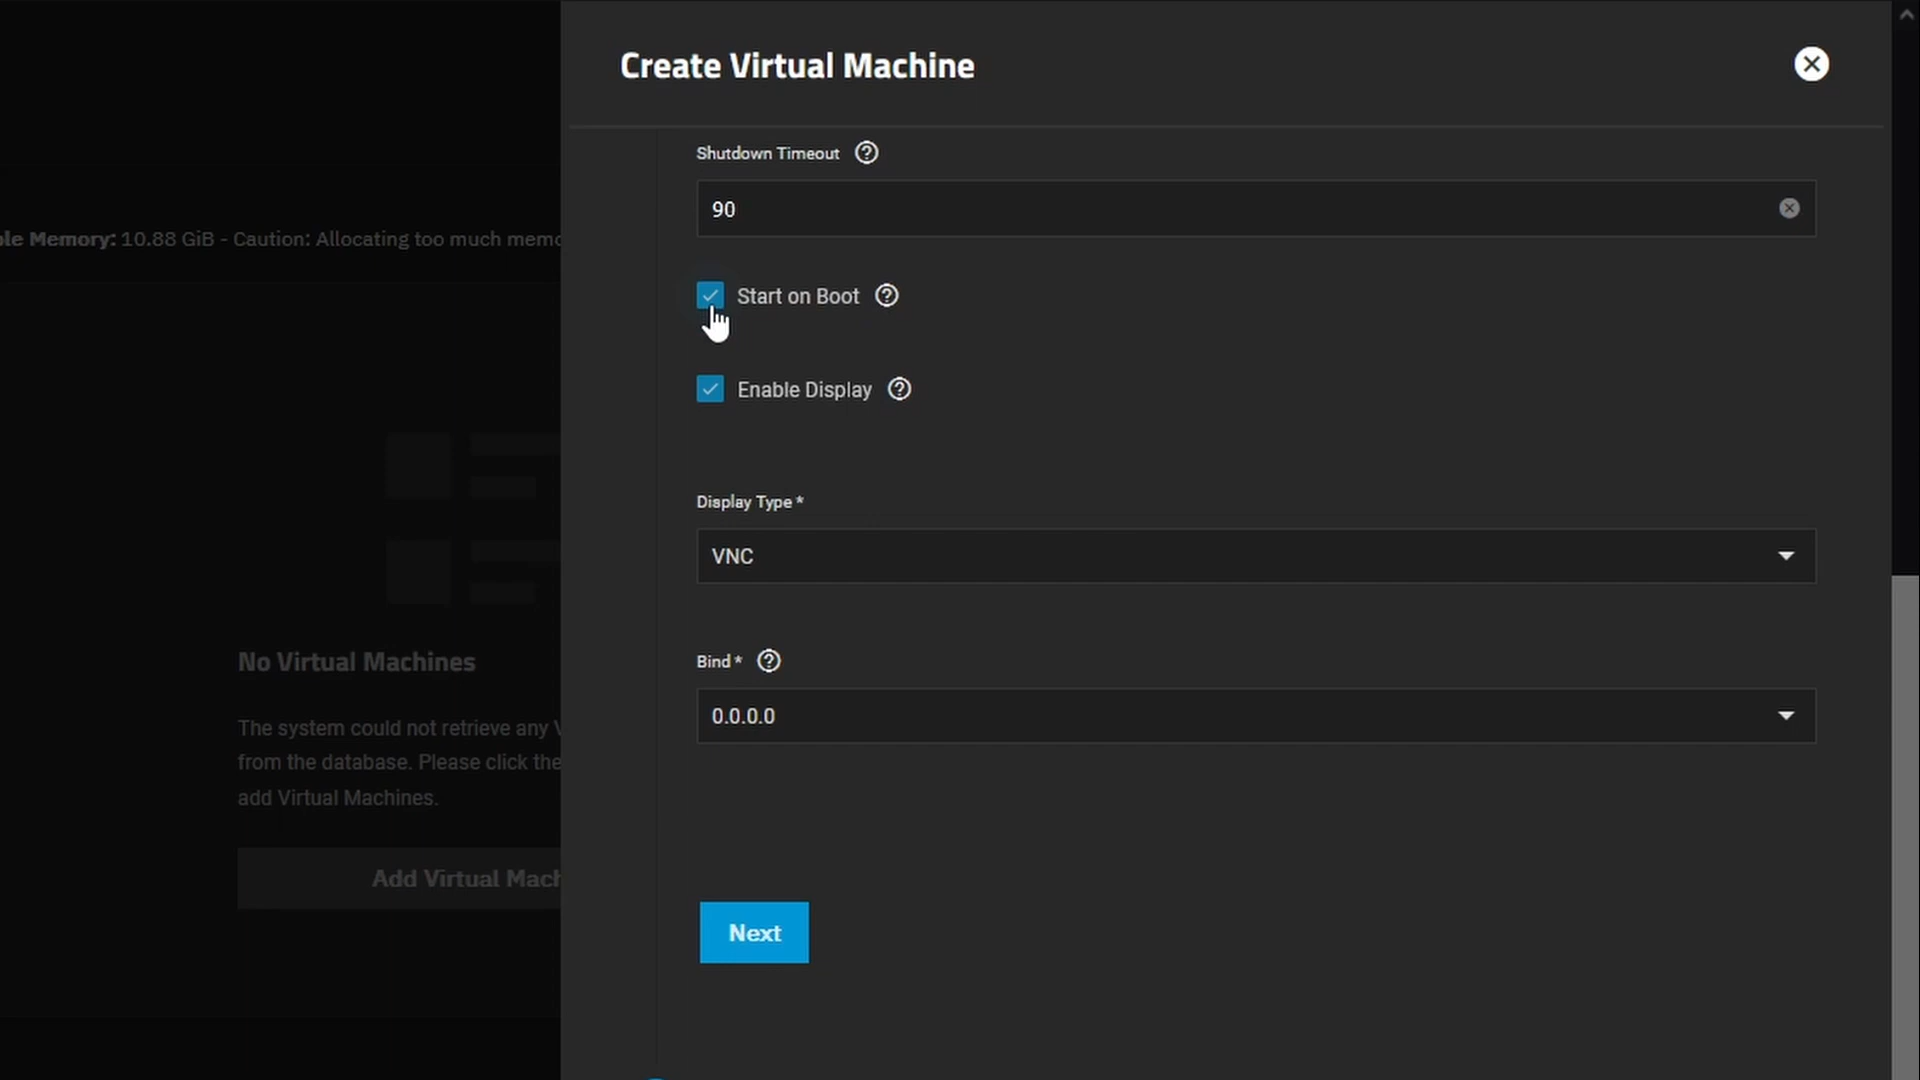 Create Virtual Machine
Shutdown Timeout
90
ole Memory: 10.88 GiB - Caution: Allocating too much memo
Start on Boot
Enable Display
Display Type *
VNC
Bind *
0.0.0.0
No Virtual Machines
The system could not retrieve any V
from the database. Please click the
add Virtual Machines.
Add Virtual Mach
Next